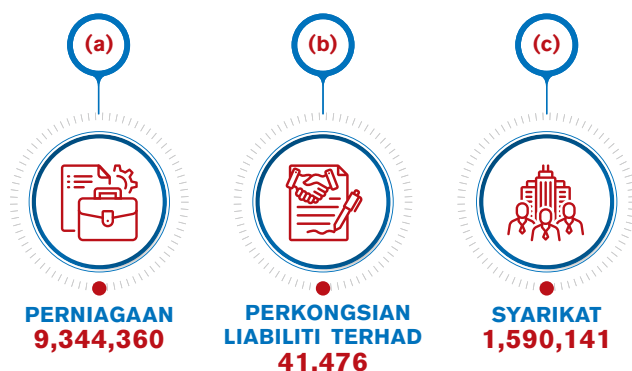 (a)
PERNIAGAAN
9,344,360
(b)
PERKONGSIAN
LIABILITI TERHAD
41.476
(c)
SYARIKAT
1,590,141